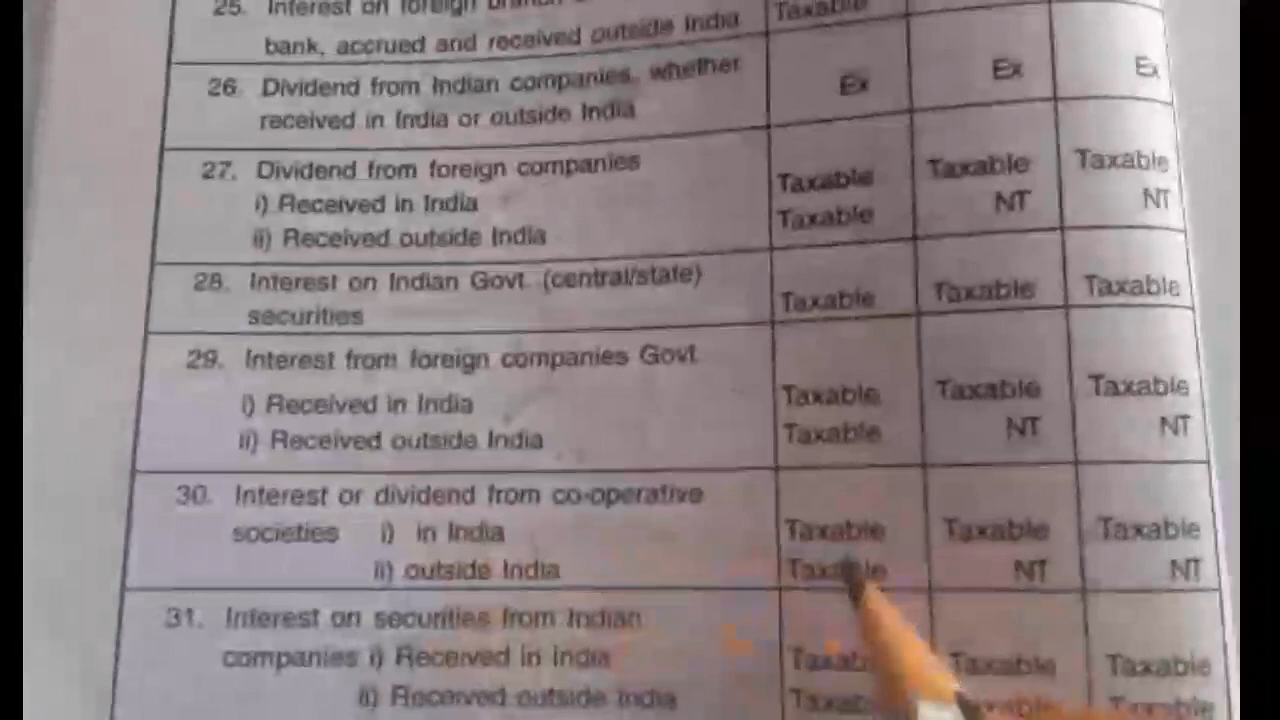 25. Interest on foreign
bank, accrued and received outside India Taxable
26. Dividend from Indian companies, whether Ex Ex Ex
received in India or outside India
27. Dividend from foreign companies
i) Received in India Taxable Taxable Taxable
ii) Received outside India Taxable NT NT
28. Interest on Indian Govt. (central/state)
securities Taxable Taxable Taxable
29. Interest from foreign companies Govt.
i) Received in India Taxable Taxable Taxable
ii) Received outside India Taxable NT NT
30. Interest or dividend from co-operative
societies i) in India Taxable Taxable Taxable
ii) outside India Taxable NT NT
31. Interest on securities from Indian
companies i) Received in India Taxable Taxable Taxable
ii) Received outside India Taxable Taxable Taxable